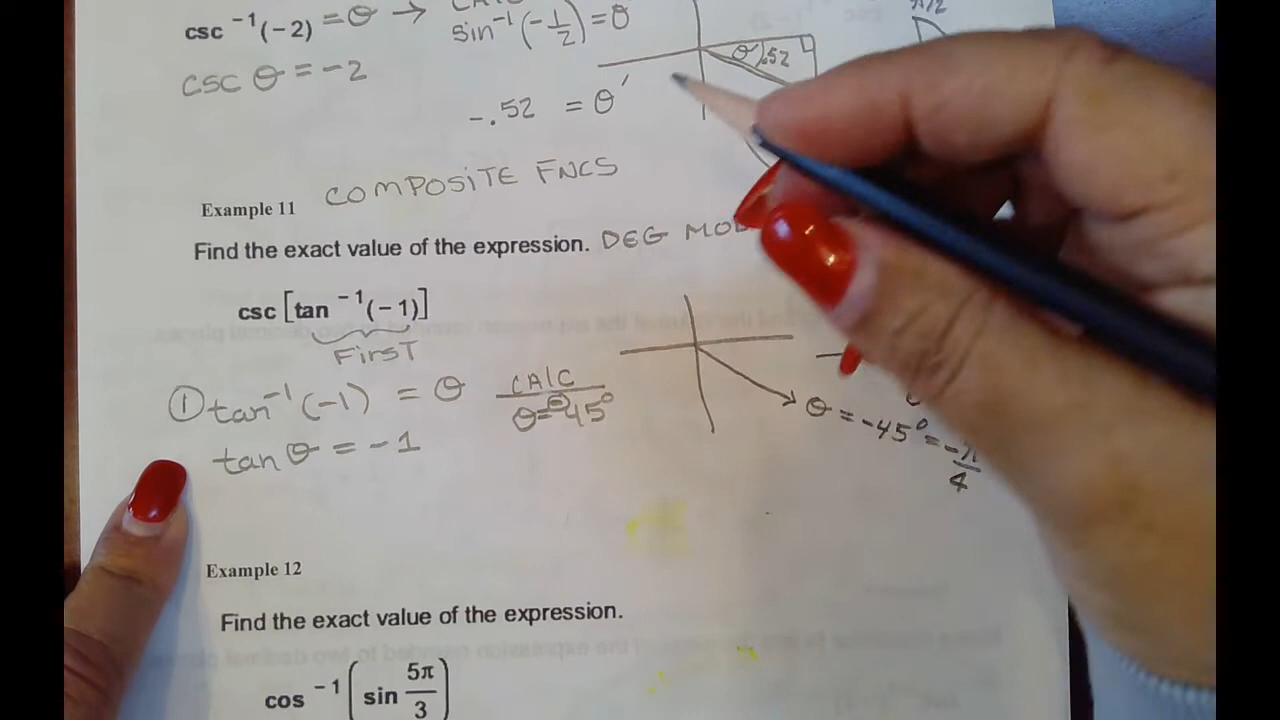 csc ⁻¹(-2) = θ →
sin⁻¹(-1/2) = θ
π/2
csc θ = -2
θ' .52
-.52 = θ'
COMPOSITE FNCS
Example 11
Find the exact value of the expression. DEG
csc [tan ⁻¹(-1)]
FirsT
① tan⁻¹(-1) = θ CALC
θ = -45°
tan θ = -1
θ = -45° = -π/4
Example 12
Find the exact value of the expression.
cos ⁻¹(sin 5π/3)